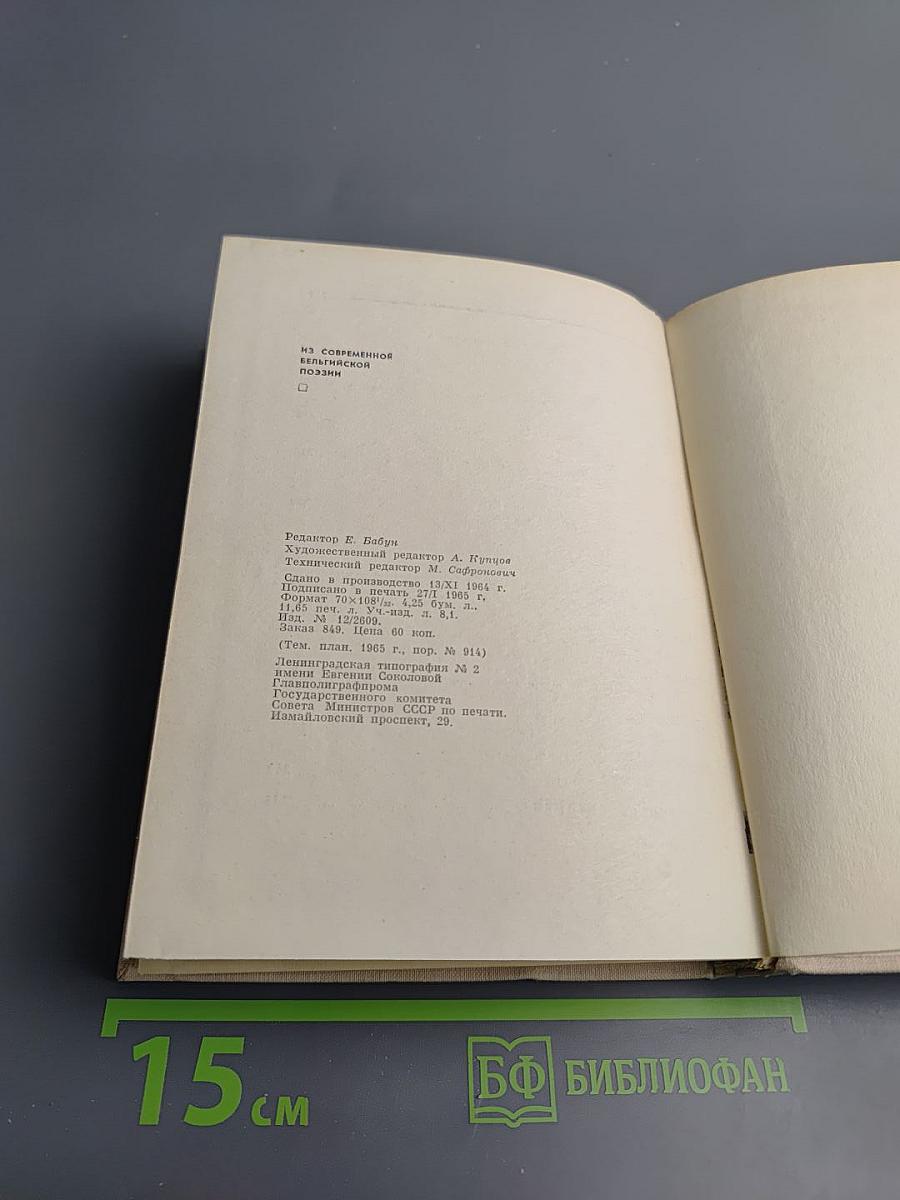 ИЗ СОВРЕМЕННОЙ
БЕЛЬГИЙСКОЙ
ПОЭЗИИ
Редактор Е. Бабун
Художественный редактор А. Купцов
Технический редактор М. Сафронович
Сдано в производство 13/XI 1964 г.
Подписано в печать 27/I 1965 г.
Формат 70×108¹/₃₂. 4,25 бум. л..
11,65 печ. л. Уч.-изд. л. 8,1.
Изд. № 12/2609.
Заказ 849. Цена 60 коп.
(Тем. план. 1965 г., пор. № 914)
Ленинградская типография № 2
имени Евгении Соколовой
Главполиграфпрома
Государственного комитета
Совета Министров СССР по печати.
Измайловский проспект, 29.
15 см
БФ БИБЛИОФАН